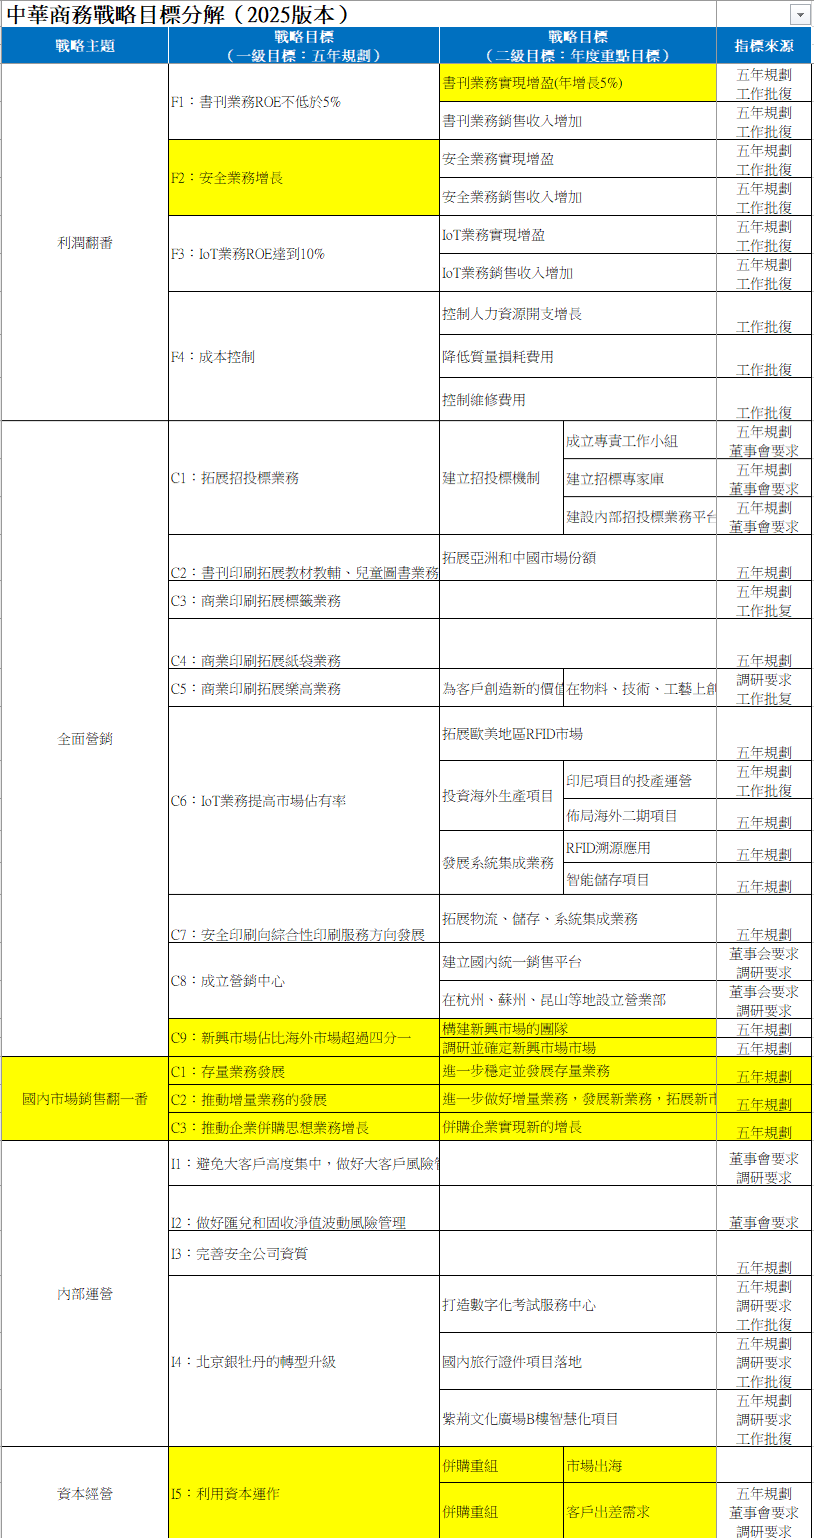 中華商務戰略目標分解（2025版本）
戰略主題
戰略目標
（一級目標：五年規劃）
戰略目標
（二級目標：年度重點目標）
指標來源
利潤翻番
F1：書刊業務ROE不低於5%
書刊業務實現增盈(年增長5%)
五年規劃
工作批復
書刊業務銷售收入增加
五年規劃
工作批復
F2：安全業務增長
安全業務實現增盈
五年規劃
工作批復
安全業務銷售收入增加
五年規劃
工作批復
F3：IoT業務ROE達到10%
IoT業務實現增盈
五年規劃
工作批復
IoT業務銷售收入增加
五年規劃
工作批復
F4：成本控制
控制人力資源開支增長
工作批復
降低質量損耗費用
工作批復
控制維修費用
工作批復
全面營銷
C1：拓展招投標業務
建立招投標機制
成立專責工作小組
五年規劃
董事會要求
建立招標專家庫
五年規劃
董事會要求
建設內部招投標業務平台
五年規劃
董事會要求
C2：書刊印刷拓展教材教輔、兒童圖書業務
拓展亞洲和中國市場份額
五年規劃
C3：商業印刷拓展標籤業務
五年規劃
工作批复
C4：商業印刷拓展紙袋業務
五年規劃
C5：商業印刷拓展樂高業務
為客戶創造新的價值
在物料、技術、工藝上創
調研要求
工作批复
C6：IoT業務提高市場佔有率
拓展歐美地區RFID市場
五年規劃
投資海外生產項目
印尼項目的投產運營
五年規劃
工作批復
佈局海外二期項目
五年規劃
發展系統集成業務
RFID溯源應用
五年規劃
智能儲存項目
五年規劃
C7：安全印刷向綜合性印刷服務方向發展
拓展物流、儲存、系統集成業務
五年規劃
C8：成立營銷中心
建立國內統一銷售平台
董事会要求
調研要求
在杭州、蘇州、昆山等地設立營業部
董事会要求
調研要求
C9：新興市場佔比海外市場超過四分一
構建新興市場的團隊
五年規劃
調研並確定新興市場市場
五年規劃
國內市場銷售翻一番
C1：存量業務發展
進一步穩定並發展存量業務
五年規劃
C2：推動增量業務的發展
進一步做好增量業務，發展新業務，拓展新市
五年規劃
C3：推動企業併購思想業務增長
併購企業實現新的增長
五年規劃
內部運營
I1：避免大客戶高度集中，做好大客戶風險管
董事會要求
調研要求
I2：做好匯兌和固收淨值波動風險管理
董事會要求
I3：完善安全公司資質
五年規劃
I4：北京銀牡丹的轉型升級
打造數字化考試服務中心
五年規劃
調研要求
工作批復
國內旅行證件項目落地
五年規劃
調研要求
工作批復
紫荊文化廣場B樓智慧化項目
五年規劃
調研要求
工作批復
資本經營
I5：利用資本運作
併購重組
市場出海
併購重組
客戶出差需求
五年規劃
董事會要求
調研要求